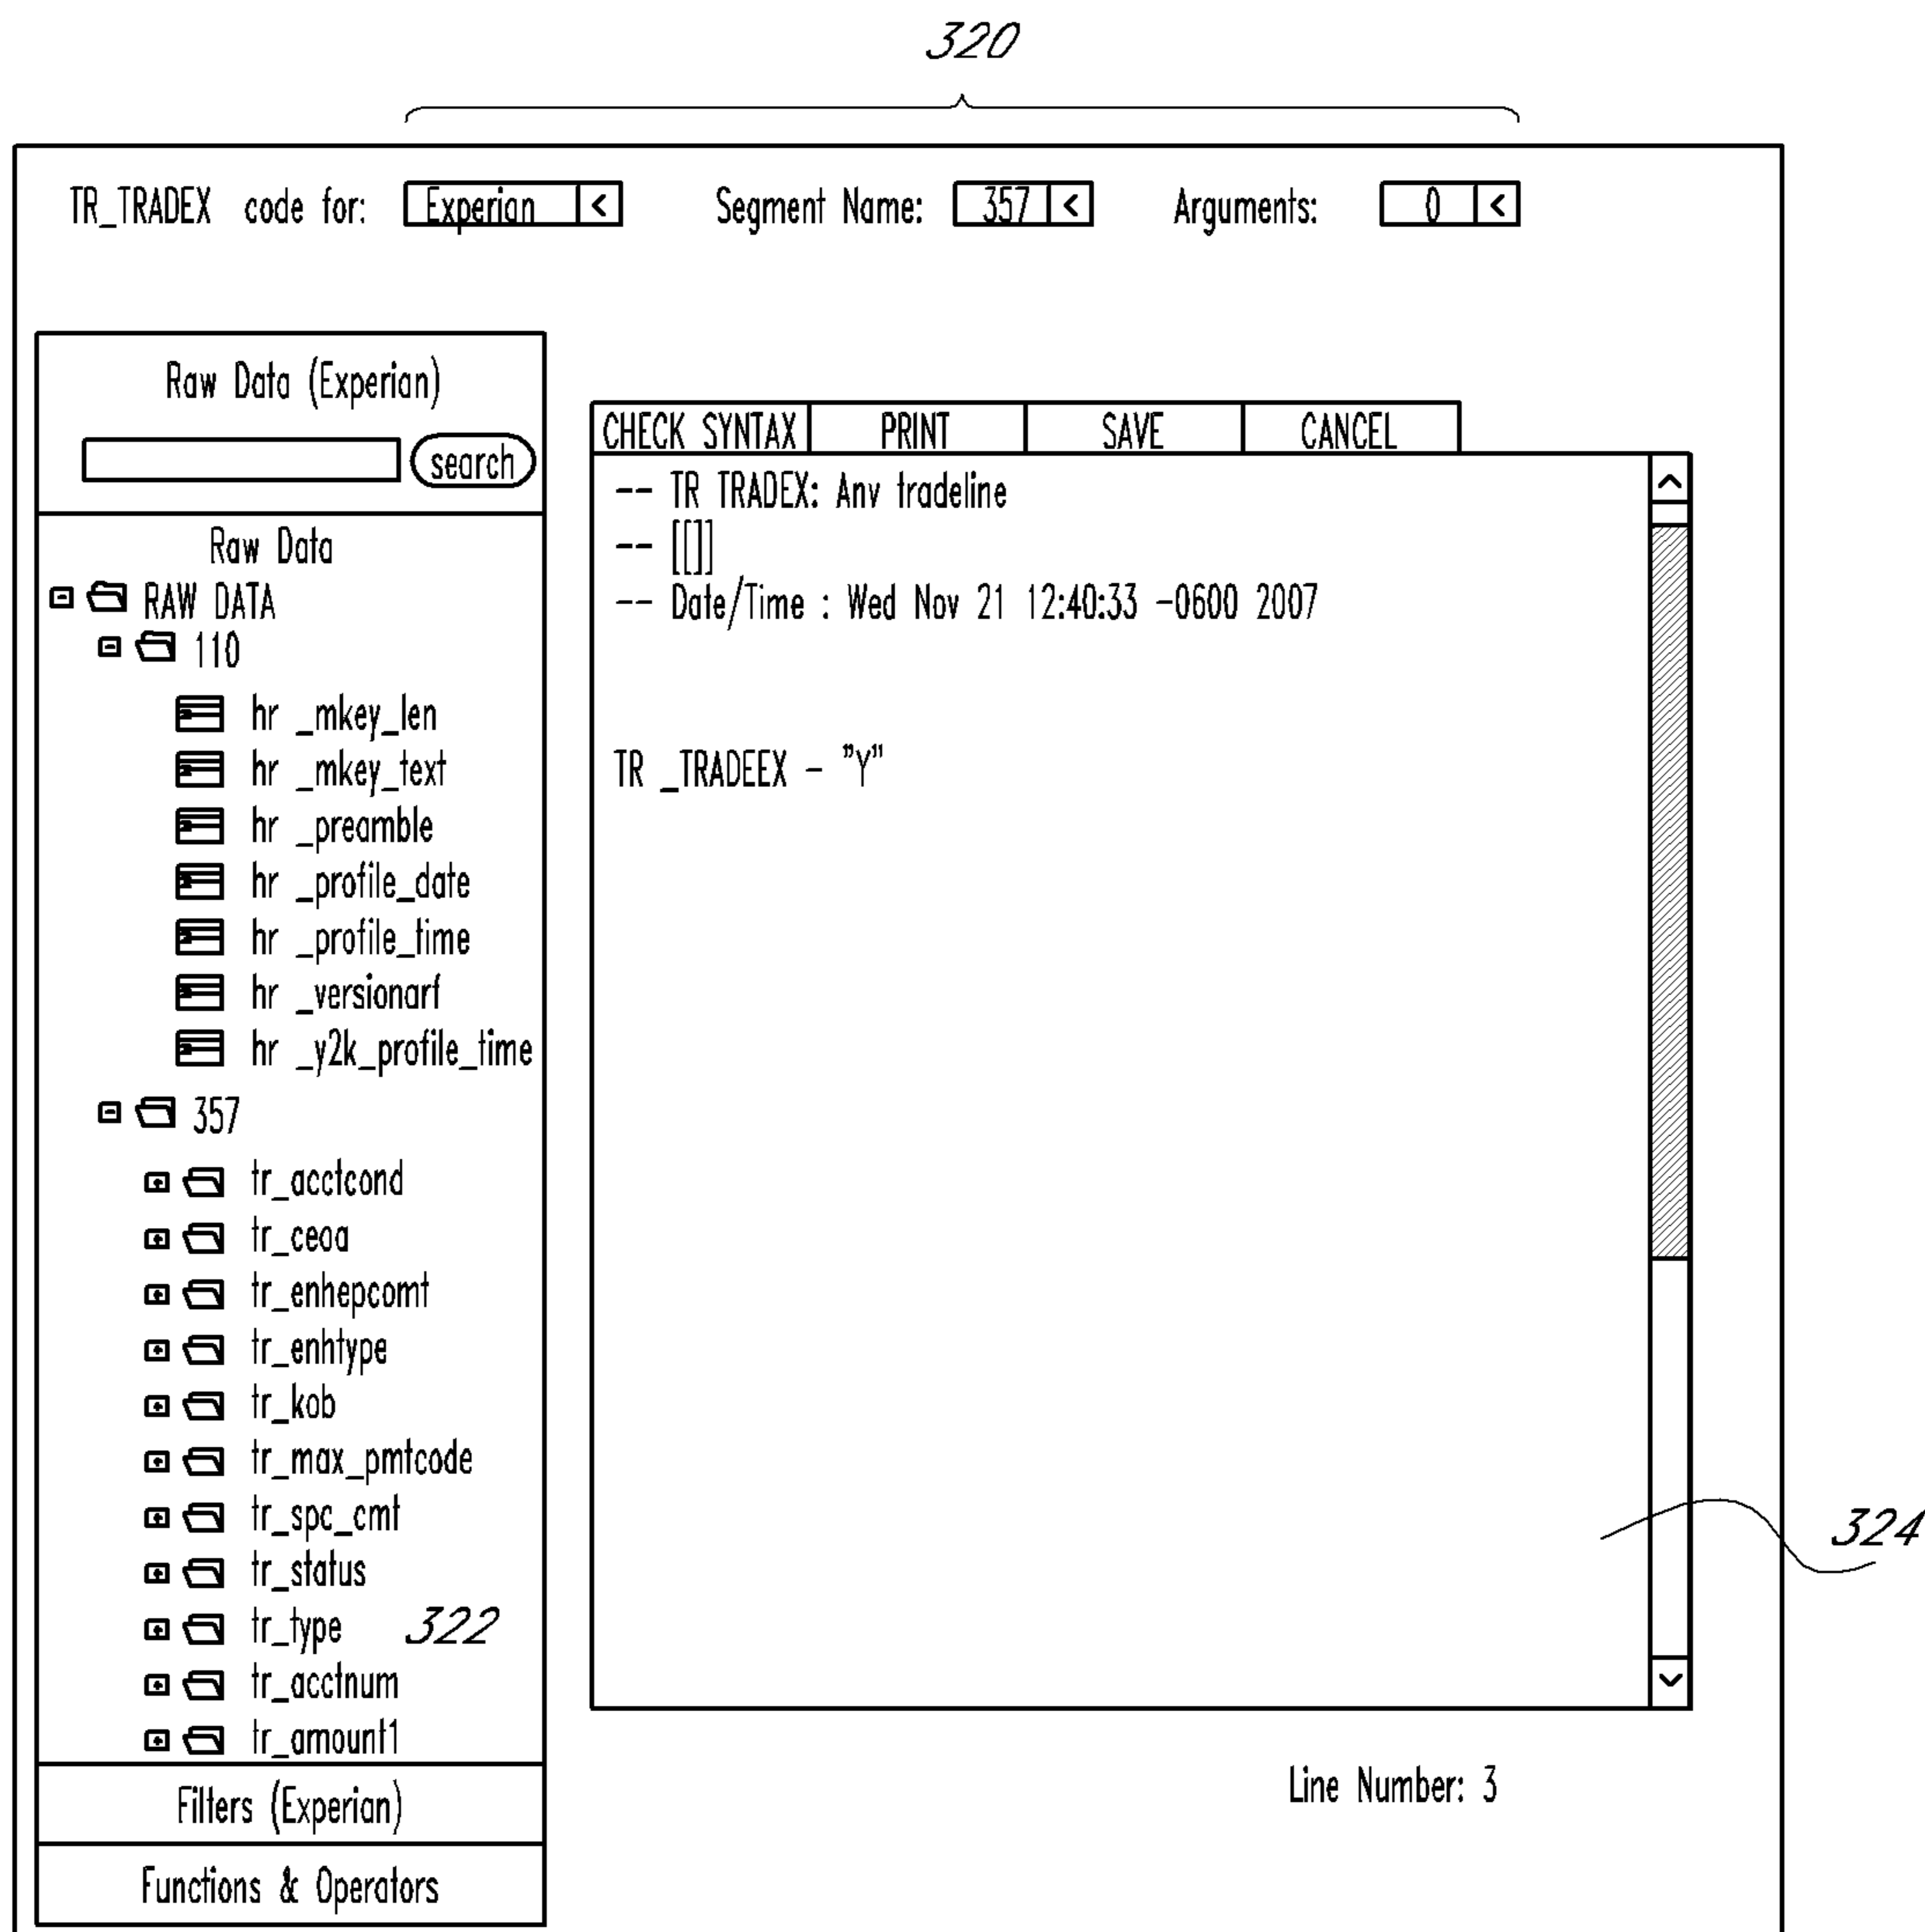 320
TR_TRADEX code for: Experian < Segment Name: 357 < Arguments: 0 <
Raw Data (Experian)
search
Raw Data
RAW DATA
110
hr _mkey_len
hr _mkey_text
hr _preamble
hr _profile_date
hr _profile_time
hr _versionarf
hr _y2k_profile_time
357
tr_acctcond
tr_ceoa
tr_enhepcomt
tr_enhtype
tr_kob
tr_max_pmtcode
tr_spc_cmt
tr_status
tr_type 322
tr_acctnum
tr_amount1
Filters (Experian)
Functions & Operators
CHECK SYNTAX PRINT SAVE CANCEL
-- TR TRADEX: Anv tradeline
-- [[]]
-- Date/Time : Wed Nov 21 12:40:33 -0600 2007
TR _TRADEEX - "Y"
324
Line Number: 3